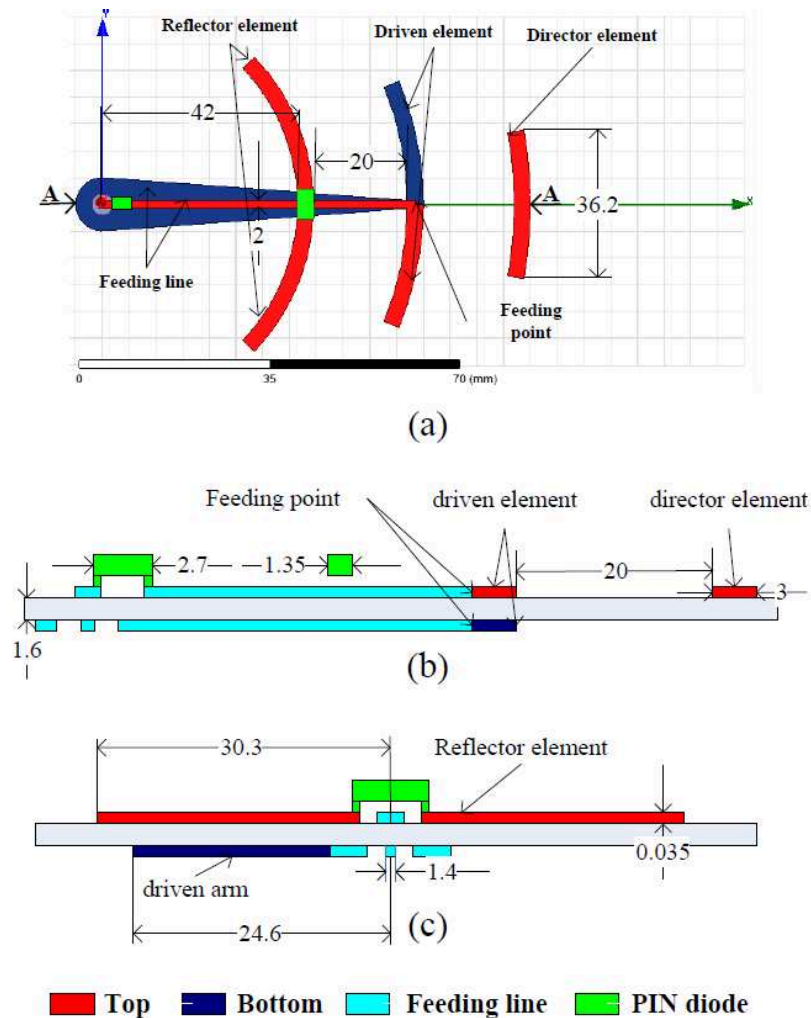 Y
Reflector element
Driven element
Director element
42
20
A
A
X
36.2
2
Feeding line
Feeding
point
0
35
70 (mm)
(a)
Feeding point
driven element
director element
2.7
1.35
20
3
1.6
(b)
30.3
Reflector element
0.035
driven arm
1.4
24.6
(c)
Top
Bottom
Feeding line
PIN diode